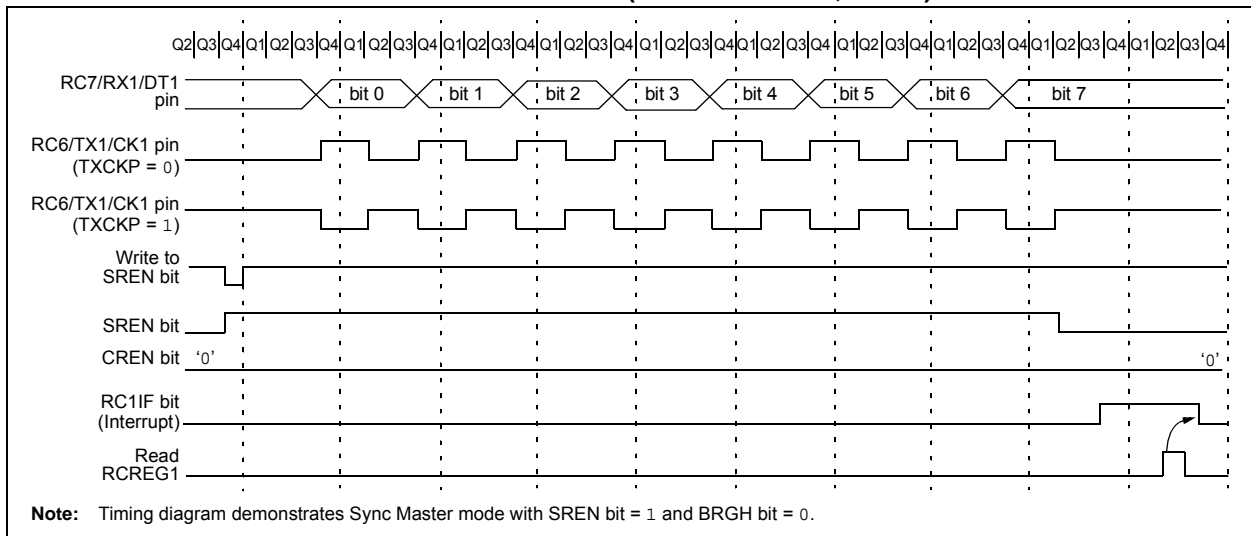 Q2 Q3 Q4 Q1 Q2 Q3 Q4 Q1 Q2 Q3 Q4 Q1 Q2 Q3 Q4 Q1 Q2 Q3 Q4 Q1 Q2 Q3 Q4 Q1 Q2 Q3 Q4 Q1 Q2 Q3 Q4 Q1 Q2 Q3 Q4 Q1 Q2 Q3 Q4 Q1 Q2 Q3 Q4
RC7/RX1/DT1
pin
bit 0 bit 1 bit 2 bit 3 bit 4 bit 5 bit 6 bit 7
RC6/TX1/CK1 pin
(TXCKP = 0)
RC6/TX1/CK1 pin
(TXCKP = 1)
Write to
SREN bit
SREN bit
CREN bit ‘0’ ‘0’
RC1IF bit
(Interrupt)
Read
RCREG1
Note: Timing diagram demonstrates Sync Master mode with SREN bit = 1 and BRGH bit = 0.